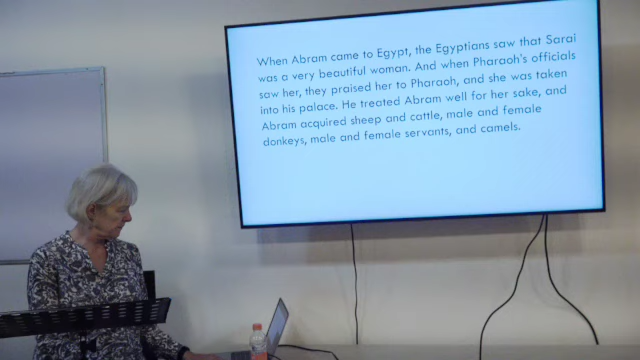 When Abram came to Egypt, the Egyptians saw that Sarai
was a very beautiful woman. And when Pharaoh's officials
saw her, they praised her to Pharaoh, and she was taken
into his palace. He treated Abram well for her sake, and
Abram acquired sheep and cattle, male and female
donkeys, male and female servants, and camels.